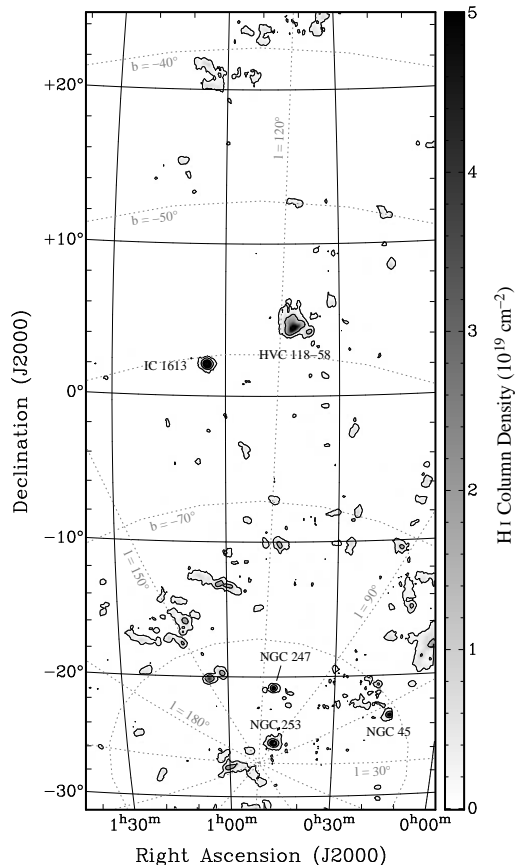 b = −40°
+20°
l = 120°
b = −50°
+10°
HVC 118−58
IC 1613
0°
b = −70°
−10°
l = 150°
l = 90°
NGC 247
−20°
l = 180°
NGC 253
NGC 45
l = 30°
−30°
1h30m
1h00m
0h30m
0h00m
Right Ascension (J2000)
Declination (J2000)
5
4
3
2
1
0
H I Column Density (10^19 cm^−2)